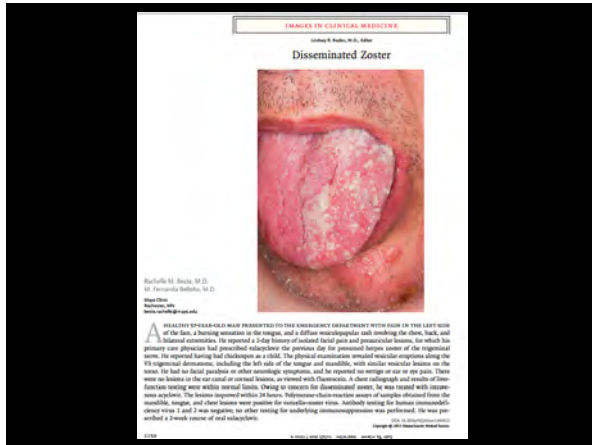 IMAGES IN CLINICAL MEDICINE
Lindsey R. Baden, M.D., Editor
Disseminated Zoster
Rachelle M. Beste, M.D.
M. Fernanda Bellolio, M.D.
Mayo Clinic
Rochester, MN
beste.rachelle@mayo.edu
A HEALTHY -YEAR-OLD MAN PRESENTED TO THE EMERGENCY DEPARTMENT WITH PAIN IN THE LEFT SIDE
of the face, a burning sensation in the tongue, and a diffuse vesiculopapular rash involving the chest, back, and
bilateral extremities. He reported a 2-day history of isolated facial pain and preauricular lesions, for which his
primary care physician had prescribed valacyclovir the previous day for presumed herpes zoster of the trigeminal
nerve. He reported having had chickenpox as a child. The physical examination revealed vesicular eruptions along the
V3 trigeminal dermatome, including the left side of the tongue and mandible, with similar vesicular lesions on the
torso. He had no facial paralysis or other neurologic symptoms, and he reported no vertigo or ear or eye pain. There
were no lesions in the ear canal or corneal lesions, as viewed with fluorescein. A chest radiograph and results of liver-
function testing were within normal limits. Owing to concern for disseminated zoster, he was treated with intrave-
nous acyclovir. The lesions improved within 24 hours. Polymerase-chain-reaction assays of samples obtained from the
mandible, tongue, and chest lesions were positive for varicella–zoster virus. Antibody testing for human immunodefi-
ciency virus 1 and 2 was negative; no other testing for underlying immunosuppression was performed. He was pre-
scribed a 2-week course of oral valacyclovir.
Copyright © Massachusetts Medical Society.
N ENGL J MED